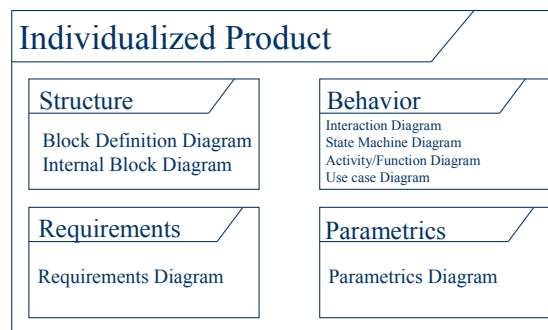 Individualized Product
Structure
Block Definition Diagram
Internal Block Diagram
Behavior
Interaction Diagram
State Machine Diagram
Activity/Function Diagram
Use case Diagram
Requirements
Requirements Diagram
Parametrics
Parametrics Diagram